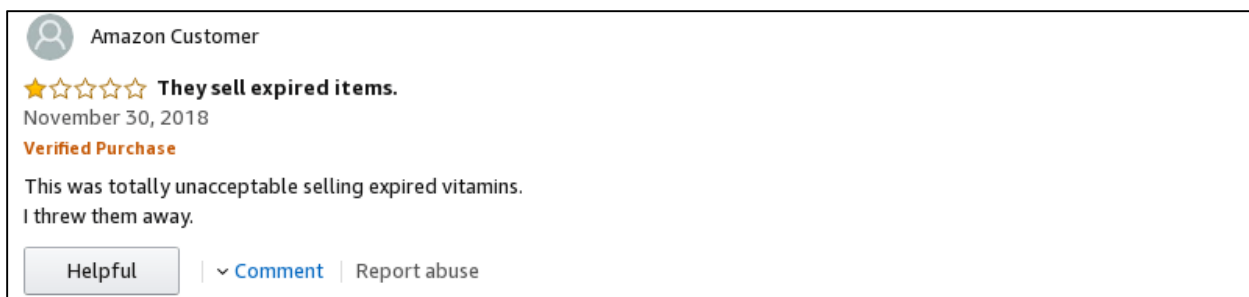 Amazon Customer
They sell expired items.
November 30, 2018
Verified Purchase
This was totally unacceptable selling expired vitamins.
I threw them away.
Helpful
Comment
Report abuse